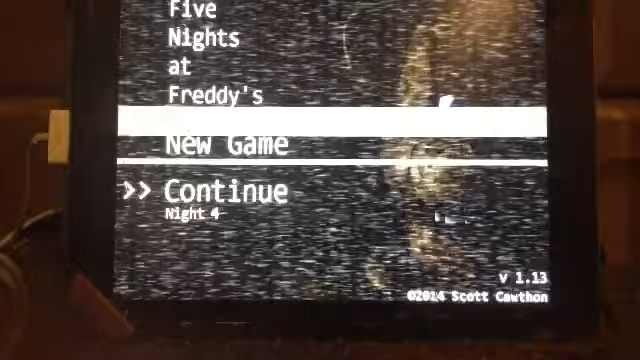 Five
Nights
at
Freddy's
New Game
>> Continue
Night 4
v 1.13
©2014 Scott Cawthon